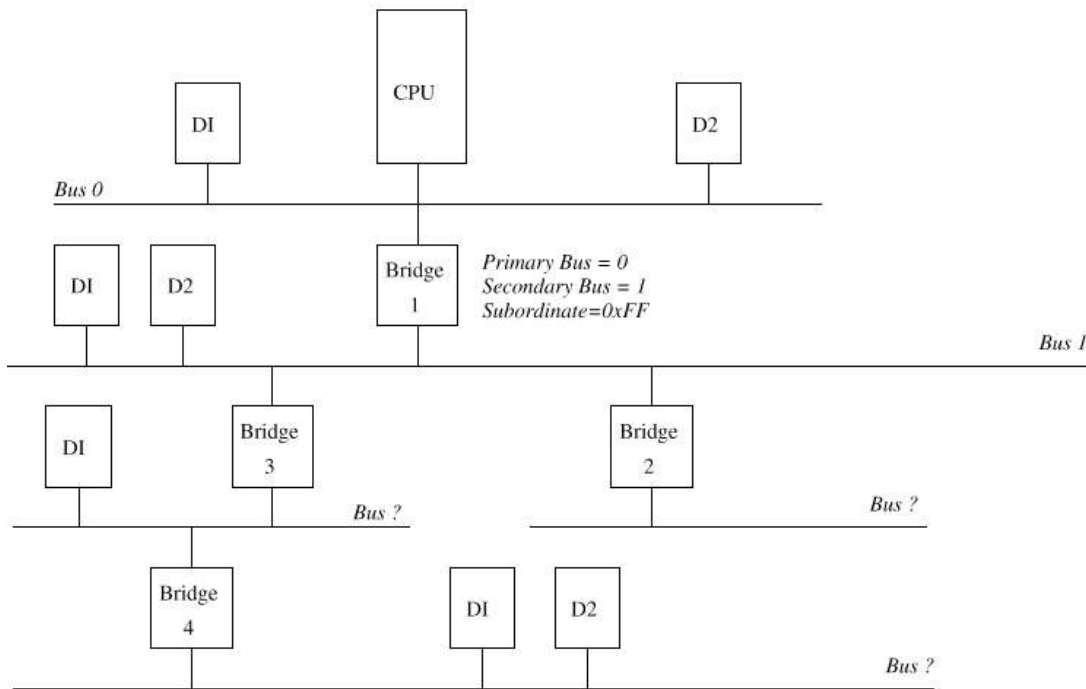 CPU
DI
D2
Bus 0
DI
D2
Bridge
1
Primary Bus = 0
Secondary Bus = 1
Subordinate=0xFF
Bus 1
DI
Bridge
3
Bridge
2
Bus ?
Bus ?
Bridge
4
DI
D2
Bus ?